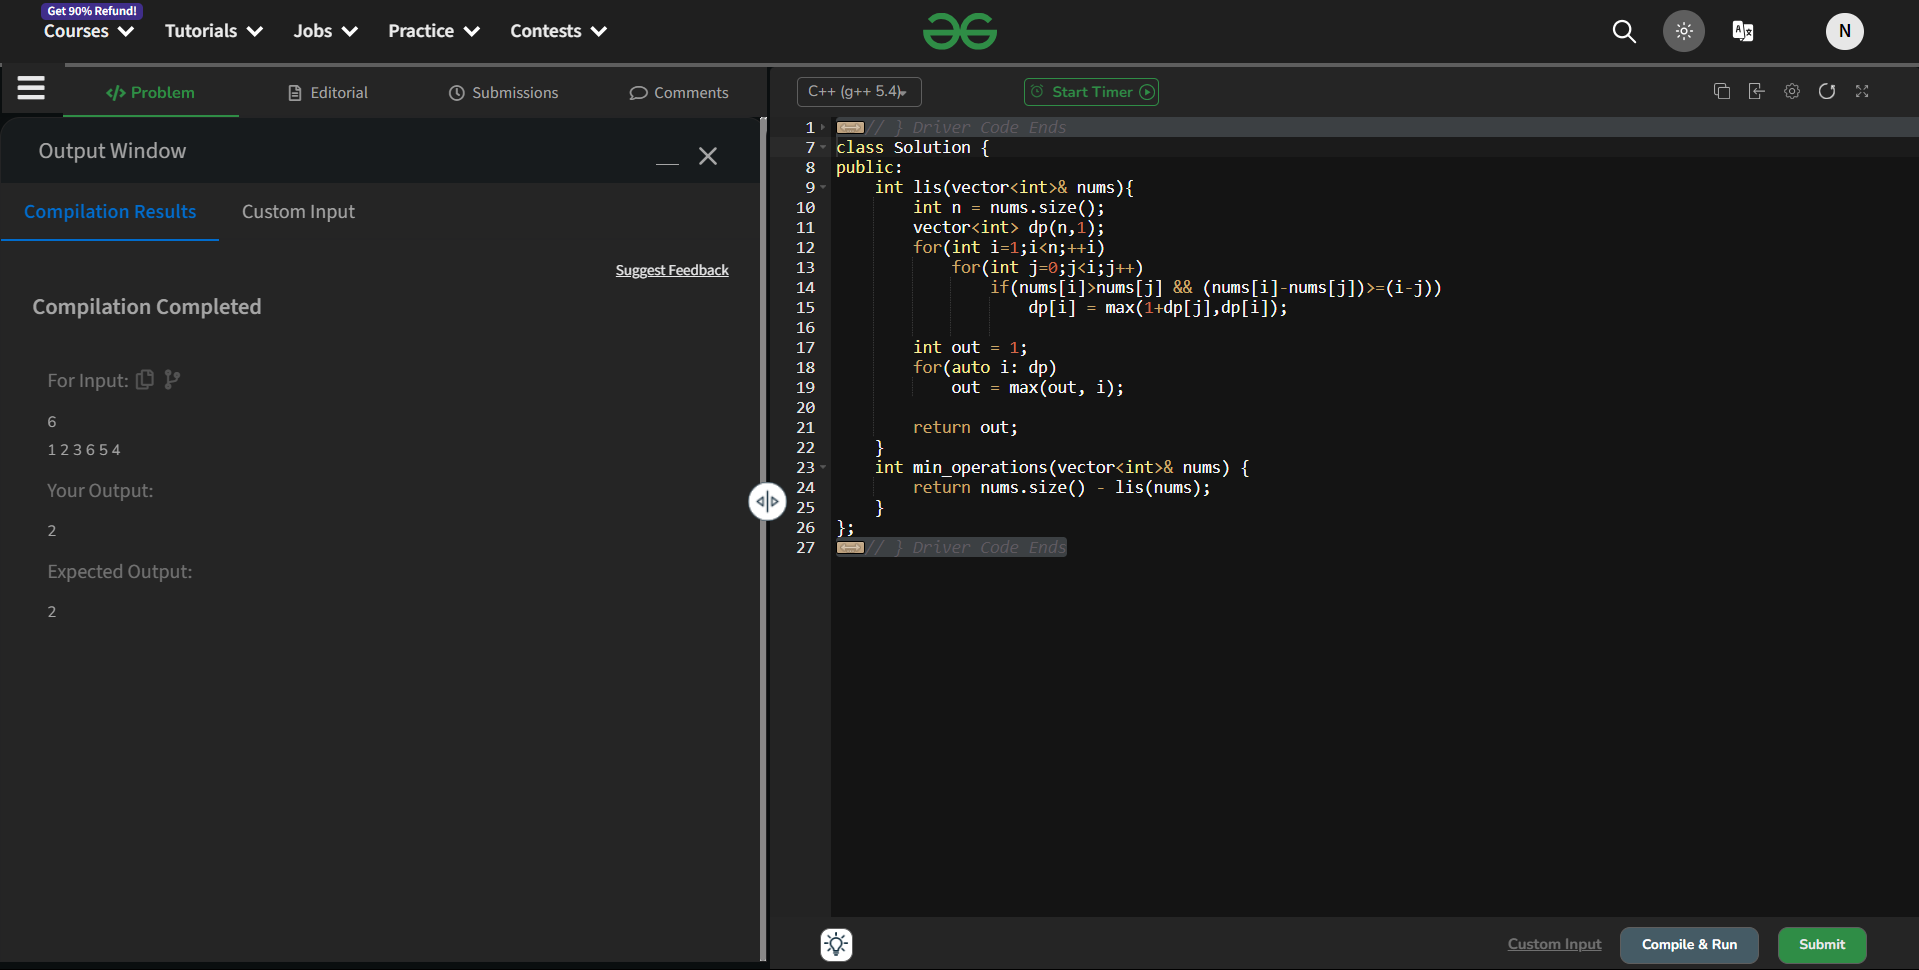 Get 90% Refund!
Courses Tutorials Jobs Practice Contests
N
</> Problem Editorial Submissions Comments
Output Window
Compilation Results Custom Input
Suggest Feedback
Compilation Completed
For Input:
6
1 2 3 6 5 4
Your Output:
2
Expected Output:
2
C++ (g++ 5.4)
Start Timer
1 // } Driver Code Ends
7 class Solution {
8 public:
9     int lis(vector<int>& nums){
10         int n = nums.size();
11         vector<int> dp(n,1);
12         for(int i=1;i<n;++i)
13             for(int j=0;j<i;j++)
14                 if(nums[i]>nums[j] && (nums[i]-nums[j])>=(i-j))
15                     dp[i] = max(1+dp[j],dp[i]);
16
17         int out = 1;
18         for(auto i: dp)
19             out = max(out, i);
20
21         return out;
22     }
23     int min_operations(vector<int>& nums) {
24         return nums.size() - lis(nums);
25     }
26 };
27 // } Driver Code Ends
Custom Input Compile & Run Submit